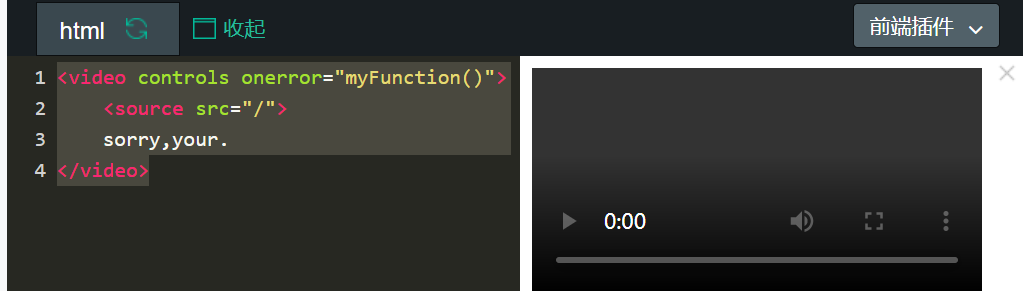 html 收起 前端插件
1 <video controls onerror="myFunction()">
2 <source src="/">
3 sorry,your.
4 </video>
0:00